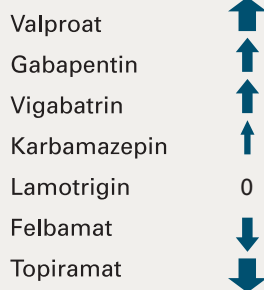 Valproat
Gabapentin
Vigabatrin
Karbamazepin
Lamotrigin 0
Felbamat
Topiramat